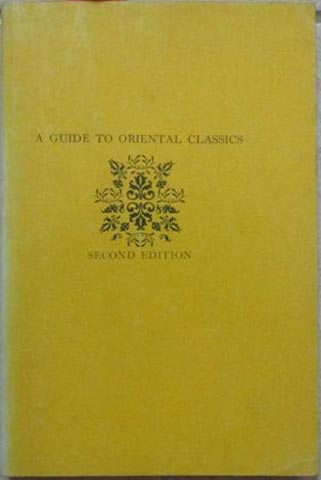 A GUIDE TO ORIENTAL CLASSICS
SECOND EDITION